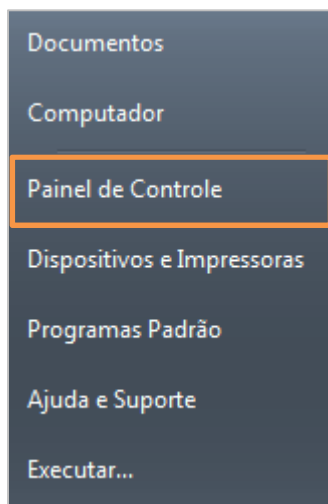 Documentos
Computador
Painel de Controle
Dispositivos e Impressoras
Programas Padrão
Ajuda e Suporte
Executar...